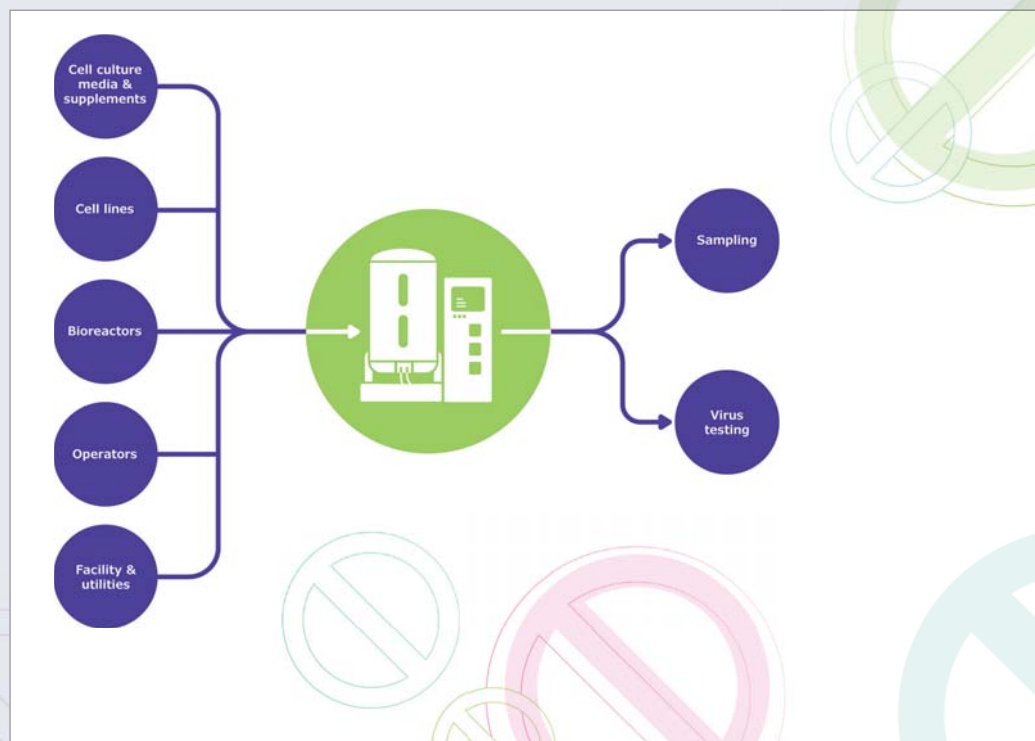 Cell culture
media &
supplements
Cell lines
Bioreactors
Operators
Facility &
utilities
Sampling
Virus
testing